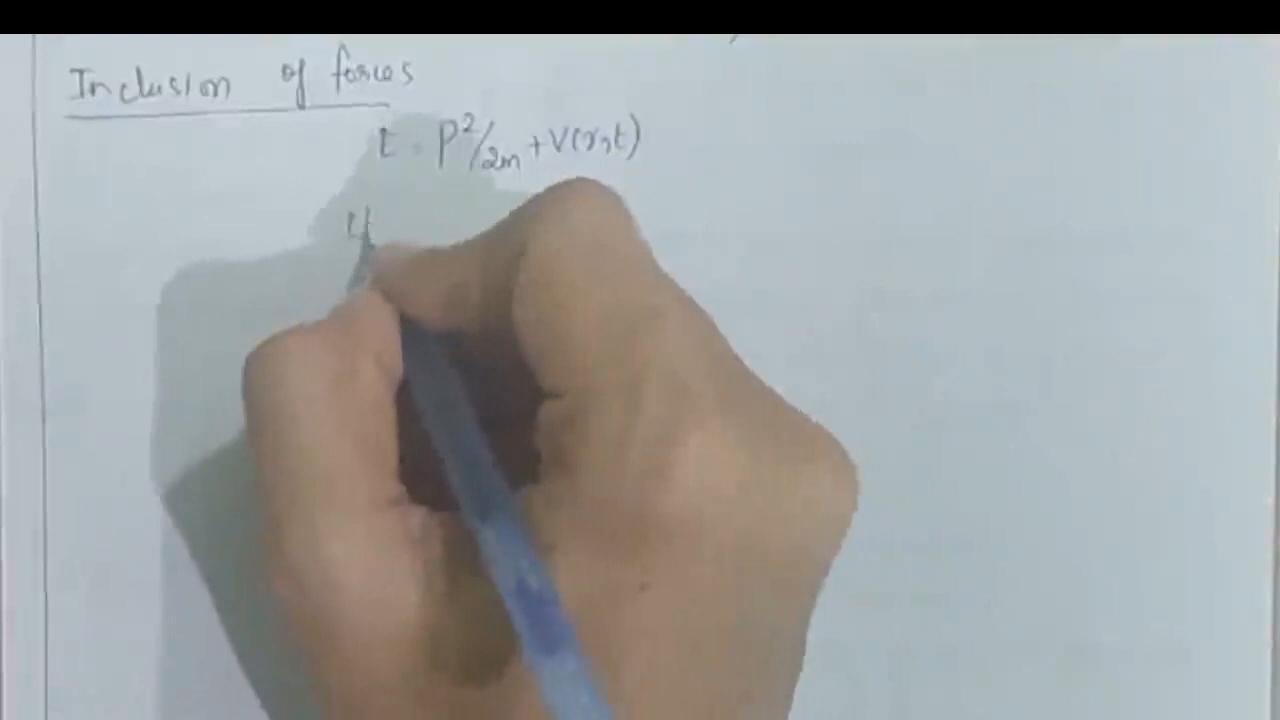 Inclusion of forces
E = P²/2m + V(r,t)